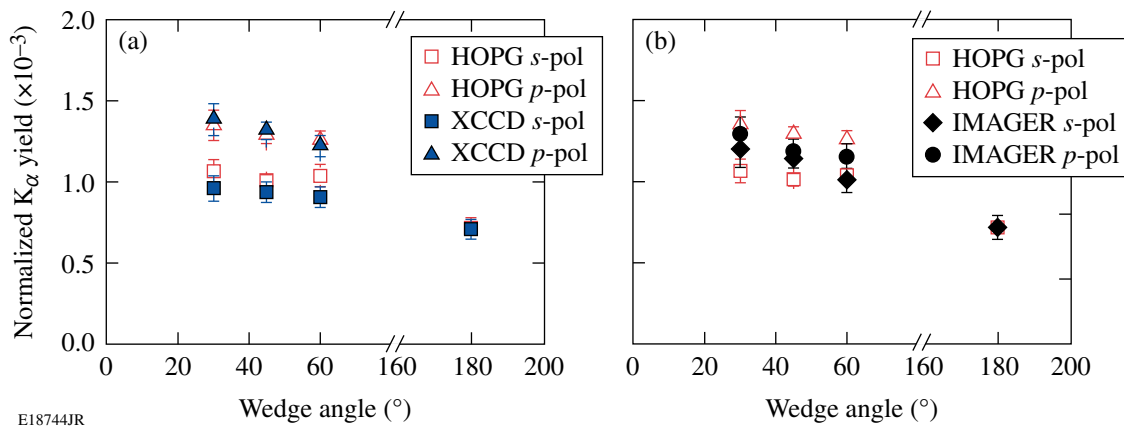 2.0
1.5
1.0
0.5
0.0
Normalized Kα yield (×10⁻³)
(a)
HOPG s-pol
HOPG p-pol
XCCD s-pol
XCCD p-pol
0 20 40 60 160 180 200
Wedge angle (°)
(b)
HOPG s-pol
HOPG p-pol
IMAGER s-pol
IMAGER p-pol
0 20 40 60 160 180 200
Wedge angle (°)
E18744JR